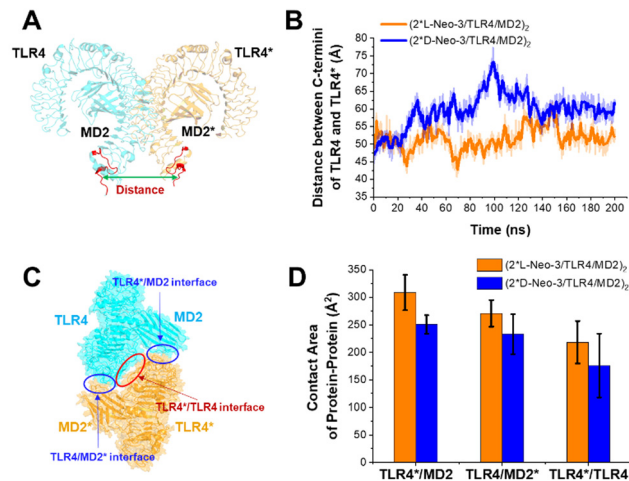 A
TLR4
TLR4*
MD2
MD2*
Distance
B
(2*L-Neo-3/TLR4/MD2)₂
(2*D-Neo-3/TLR4/MD2)₂
Distance between C-termini
of TLR4 and TLR4* (Å)
75
70
65
60
55
50
45
40
35
0 20 40 60 80 100 120 140 160 180 200
Time (ns)
C
TLR4*/MD2 interface
TLR4
MD2
TLR4*/TLR4 interface
MD2*
TLR4*
TLR4/MD2* interface
D
(2*L-Neo-3/TLR4/MD2)₂
(2*D-Neo-3/TLR4/MD2)₂
Contact Area
of Protein-Protein (Å²)
350
300
250
200
150
100
50
0
TLR4*/MD2 TLR4/MD2* TLR4*/TLR4